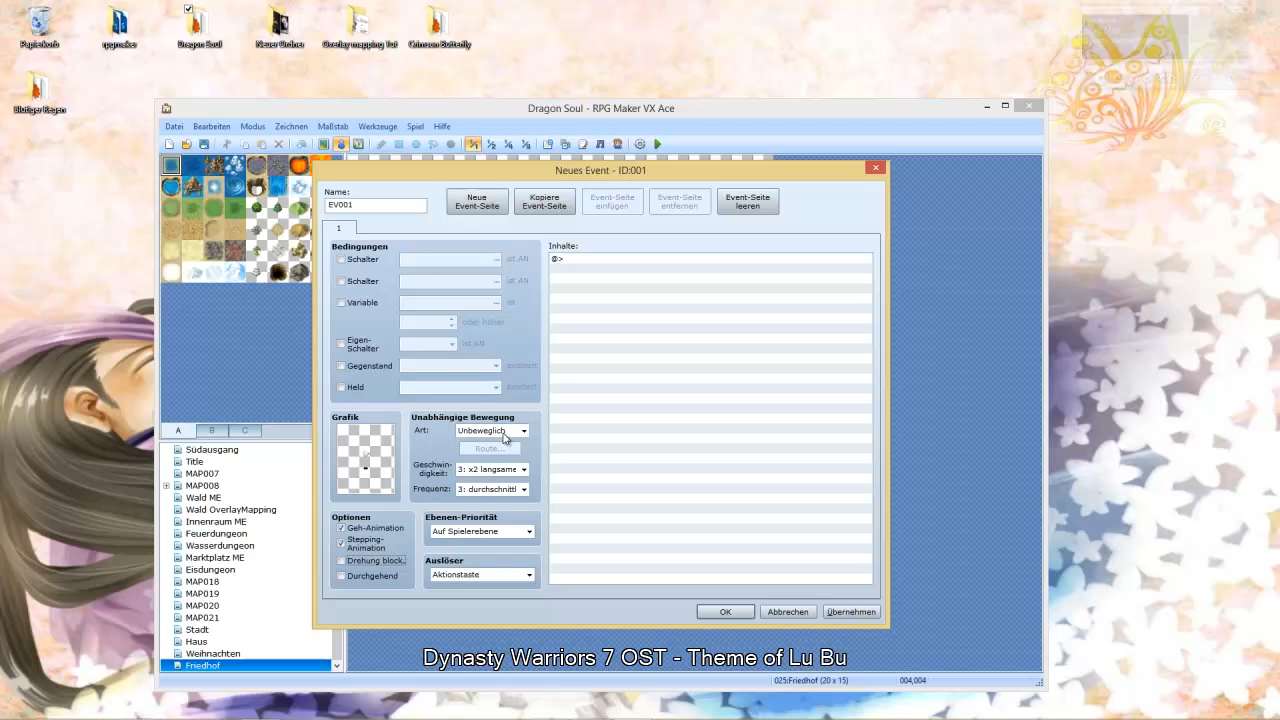 Papierkorb
rpgmaker
Dragon Soul
Neuer Ordner
Overlay mapping Tut
Crimson Butterfly
Blutiger Regen
Dragon Soul - RPG Maker VX Ace
Datei Bearbeiten Modus Zeichnen Maßstab Werkzeuge Spiel Hilfe
Neues Event - ID:001
Name:
EV001
Neue Event-Seite
Kopiere Event-Seite
Event-Seite einfügen
Event-Seite entfernen
Event-Seite leeren
1
Bedingungen
Schalter ... ist AN
Schalter ... ist AN
Variable ... ist
oder höher
Eigen-Schalter ist AN
Gegenstand existiert
Held existiert
Inhalte:
@>
Grafik
Unabhängige Bewegung
Art: Unbeweglich
Route...
Geschwin-digkeit: 3: x2 langsame
Frequenz: 3: durchschnittl
Optionen
Geh-Animation
Stepping-Animation
Drehung block.
Durchgehend
Ebenen-Priorität
Auf Spielerebene
Auslöser
Aktionstaste
OK Abbrechen Übernehmen
A B C
Südausgang
Title
MAP007
MAP008
Wald ME
Wald OverlayMapping
Innenraum ME
Feuerdungeon
Wasserdungeon
Marktplatz ME
Eisdungeon
MAP018
MAP019
MAP020
MAP021
Stadt
Haus
Weihnachten
Friedhof
Dynasty Warriors 7 OST - Theme of Lu Bu
025:Friedhof (20 x 15) 004,004